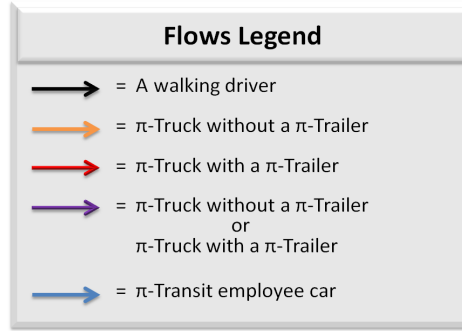 Flows Legend
= A walking driver
= π-Truck without a π-Trailer
= π-Truck with a π-Trailer
= π-Truck without a π-Trailer
or
π-Truck with a π-Trailer
= π-Transit employee car